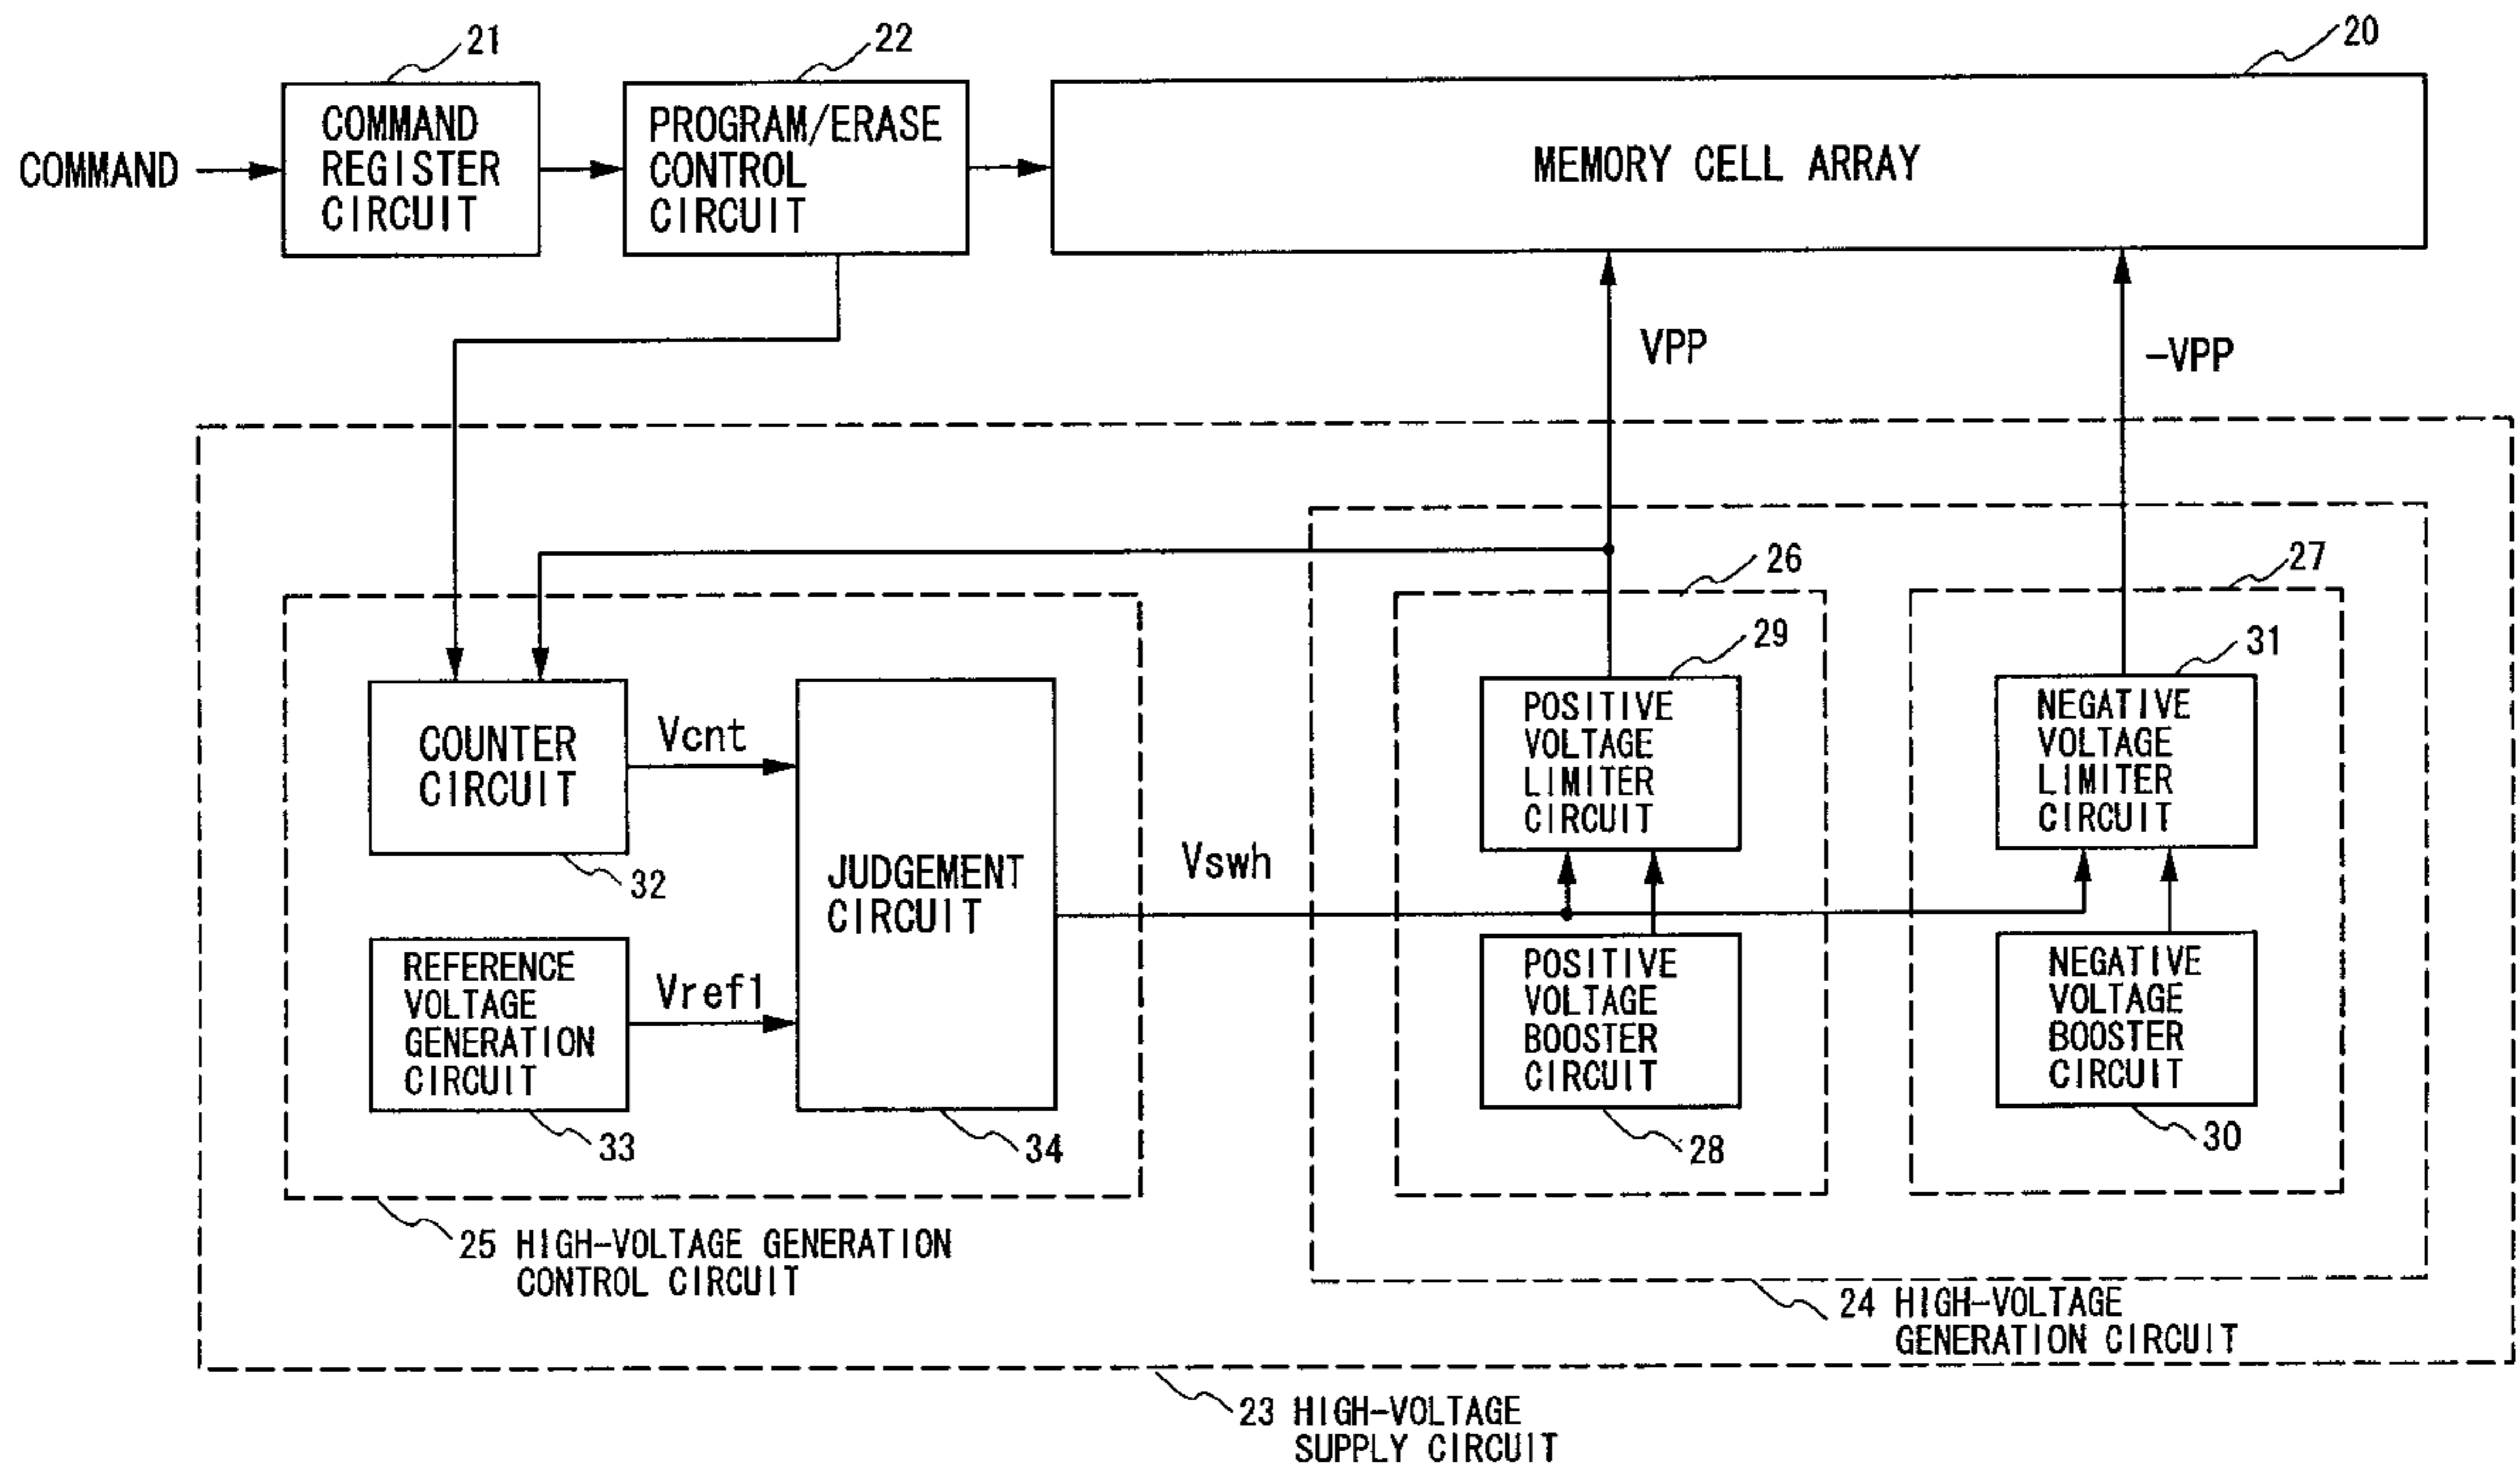 21
22
20
COMMAND
COMMAND
REGISTER
CIRCUIT
PROGRAM/ERASE
CONTROL
CIRCUIT
MEMORY CELL ARRAY
VPP
-VPP
26
27
29
31
COUNTER
CIRCUIT
32
Vcnt
REFERENCE
VOLTAGE
GENERATION
CIRCUIT
33
Vref1
JUDGEMENT
CIRCUIT
34
Vswh
POSITIVE
VOLTAGE
LIMITER
CIRCUIT
NEGATIVE
VOLTAGE
LIMITER
CIRCUIT
POSITIVE
VOLTAGE
BOOSTER
CIRCUIT
28
NEGATIVE
VOLTAGE
BOOSTER
CIRCUIT
30
25 HIGH-VOLTAGE GENERATION
CONTROL CIRCUIT
24 HIGH-VOLTAGE
GENERATION CIRCUIT
23 HIGH-VOLTAGE
SUPPLY CIRCUIT